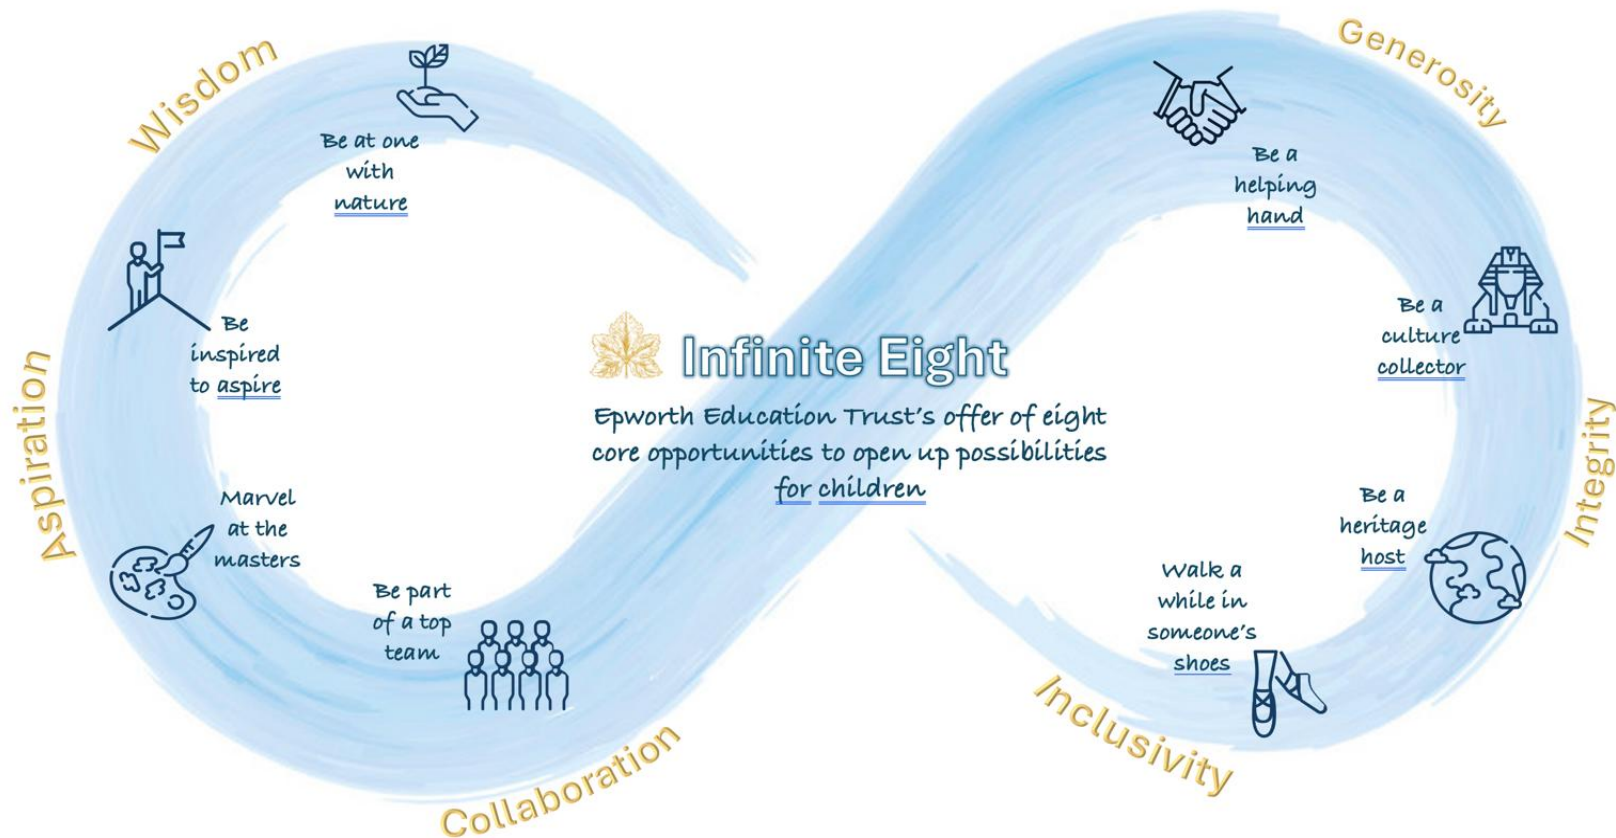 Wisdom
Be at one
with
nature
Be
inspired
to aspire
Aspiration
Marvel
at the
masters
Be part
of a top
team
Collaboration
Infinite Eight
Epworth Education Trust's offer of eight
core opportunities to open up possibilities
for children
Generosity
Be a
helping
hand
Be a
culture
collector
Integrity
Be a
heritage
host
Walk a
while in
someone's
shoes
Inclusivity